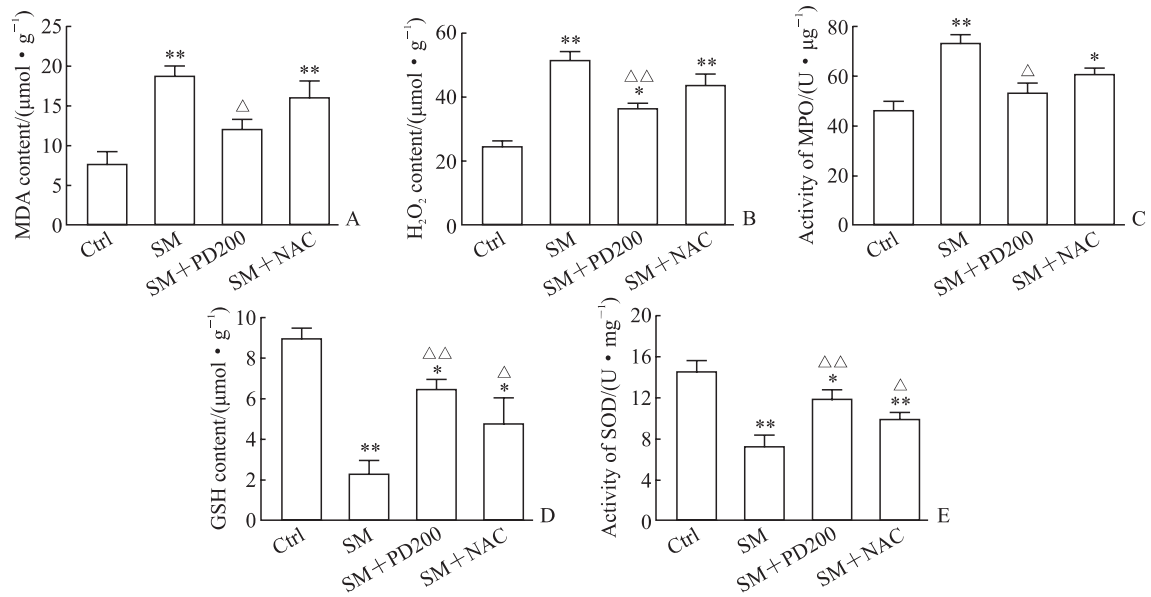 MDA content/(μmol·g⁻¹)
25
20
15
10
5
0
**
△
**
Ctrl
SM
SM+PD200
SM+NAC
A
H₂O₂ content/(μmol·g⁻¹)
60
40
20
0
**
△△
*
**
Ctrl
SM
SM+PD200
SM+NAC
B
Activity of MPO/(U·μg⁻¹)
80
60
40
20
0
**
△
*
Ctrl
SM
SM+PD200
SM+NAC
C
GSH content/(μmol·g⁻¹)
10
8
6
4
2
0
**
△△
*
△
*
Ctrl
SM
SM+PD200
SM+NAC
D
Activity of SOD/(U·mg⁻¹)
20
16
12
8
4
0
**
△△
*
△
**
Ctrl
SM
SM+PD200
SM+NAC
E